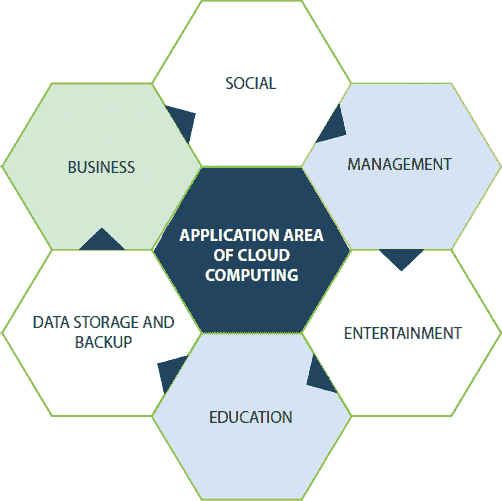 SOCIAL
BUSINESS
MANAGEMENT
APPLICATION AREA
OF CLOUD
COMPUTING
DATA STORAGE AND
BACKUP
ENTERTAINMENT
EDUCATION